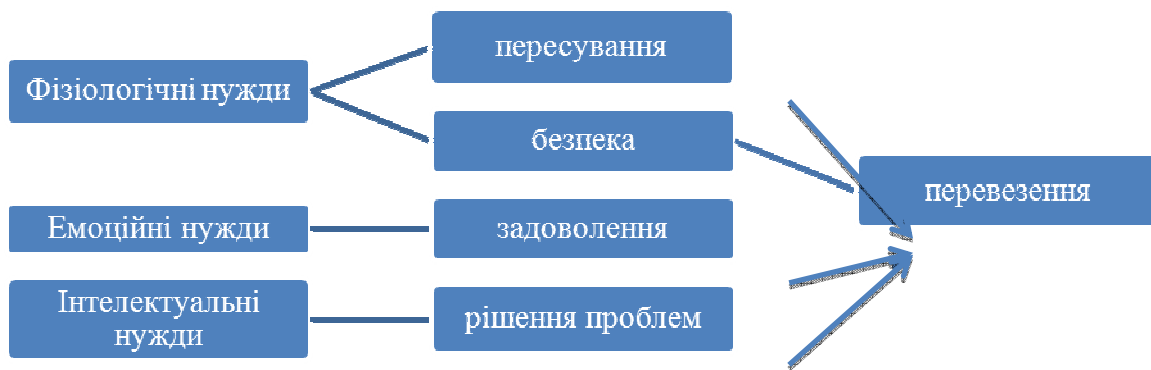 Фізіологічні нужди
пересування
безпека
перевезення
Емоційні нужди
задоволення
Інтелектуальні
нужди
рішення проблем